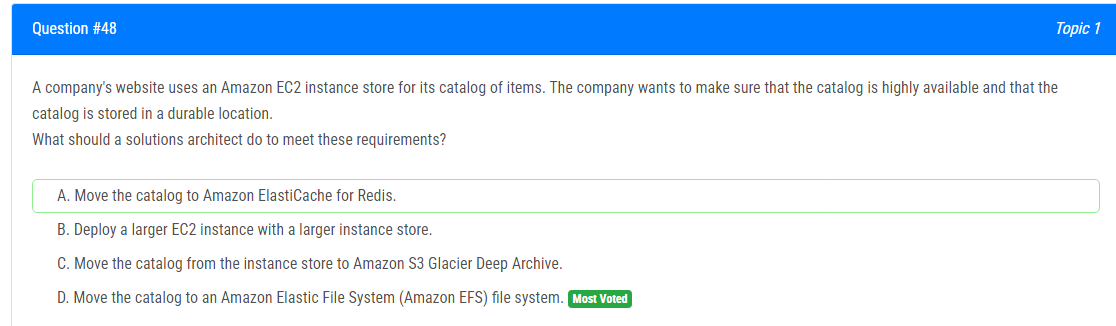 Question #48
Topic 1
A company's website uses an Amazon EC2 instance store for its catalog of items. The company wants to make sure that the catalog is highly available and that the
catalog is stored in a durable location.
What should a solutions architect do to meet these requirements?
A. Move the catalog to Amazon ElastiCache for Redis.
B. Deploy a larger EC2 instance with a larger instance store.
C. Move the catalog from the instance store to Amazon S3 Glacier Deep Archive.
D. Move the catalog to an Amazon Elastic File System (Amazon EFS) file system. Most Voted